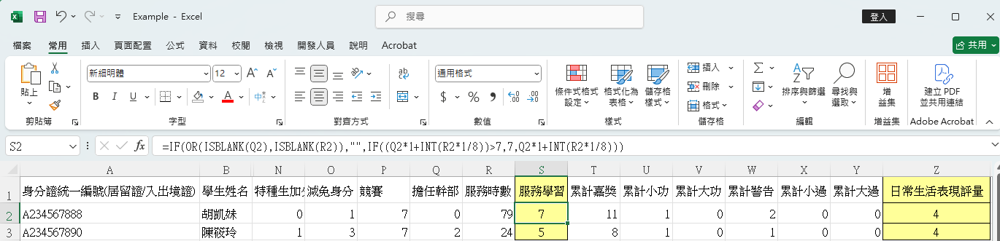 Example - Excel
搜尋
登入
檔案 常用 插入 頁面配置 公式 資料 校閱 檢視 開發人員 說明 Acrobat
共用
貼上
剪貼簿
新細明體 12
B I U A 中
字型
ab
對齊方式
通用格式
$ % 9
.00
數值
條件式格式
設定
格式化為
表格
儲存格
樣式
樣式
插入
刪除
格式
儲存格
排序與篩選
尋找與
選取
編輯
增
益集
增益集
建立 PDF
並共用連結
Adobe Acrobat
S2 fx =IF(OR(ISBLANK(Q2),ISBLANK(R2)),"",IF((Q2*1+INT(R2*1/8))>7,7,Q2*1+INT(R2*1/8)))
A B N O P Q R S T U V W X Y Z
1 身分證統一編號(居留證/入出境證) 學生姓名 特種生加分 減免身分 競賽 擔任幹部 服務時數 服務學習 累計嘉獎 累計小功 累計大功 累計警告 累計小過 累計大過 日常生活表現評量
2 A234567888 胡凱妹 0 1 7 0 79 7 11 1 0 2 0 0 4
3 A234567890 陳筱玲 1 3 7 2 24 5 8 1 0 1 0 0 4